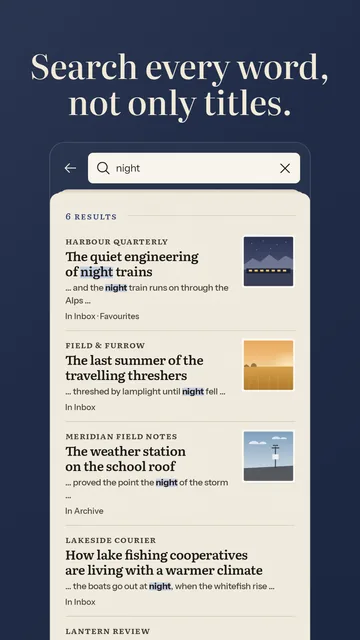 Search every word,
not only titles.
night
6 RESULTS
HARBOUR QUARTERLY
The quiet engineering
of night trains
... and the night train runs on through the
Alps ...
In Inbox · Favourites
FIELD & FURROW
The last summer of the
travelling threshers
... threshed by lamplight until night fell ...
In Inbox
MERIDIAN FIELD NOTES
The weather station
on the school roof
... proved the point the night of the storm
...
In Archive
LAKESIDE COURIER
How lake fishing cooperatives
are living with a warmer climate
... the boats go out at night, when the whitefish rise ...
In Inbox
LANTERN REVIEW